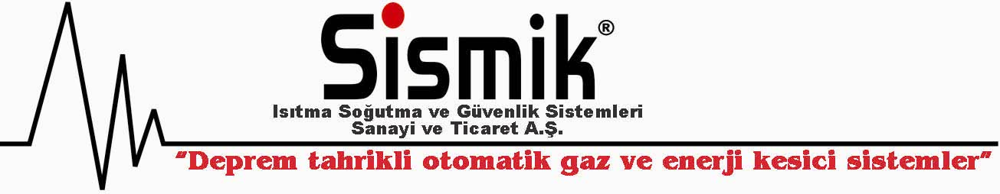 Sismik®
Isıtma Soğutma ve Güvenlik Sistemleri
Sanayi ve Ticaret A.Ş.
"Deprem tahrikli otomatik gaz ve enerji kesici sistemler"